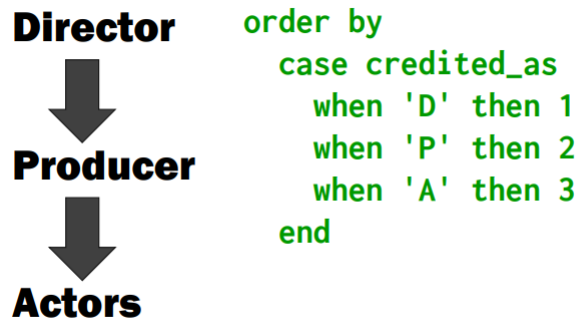 Director
Producer
Actors
order by
case credited_as
when 'D' then 1
when 'P' then 2
when 'A' then 3
end